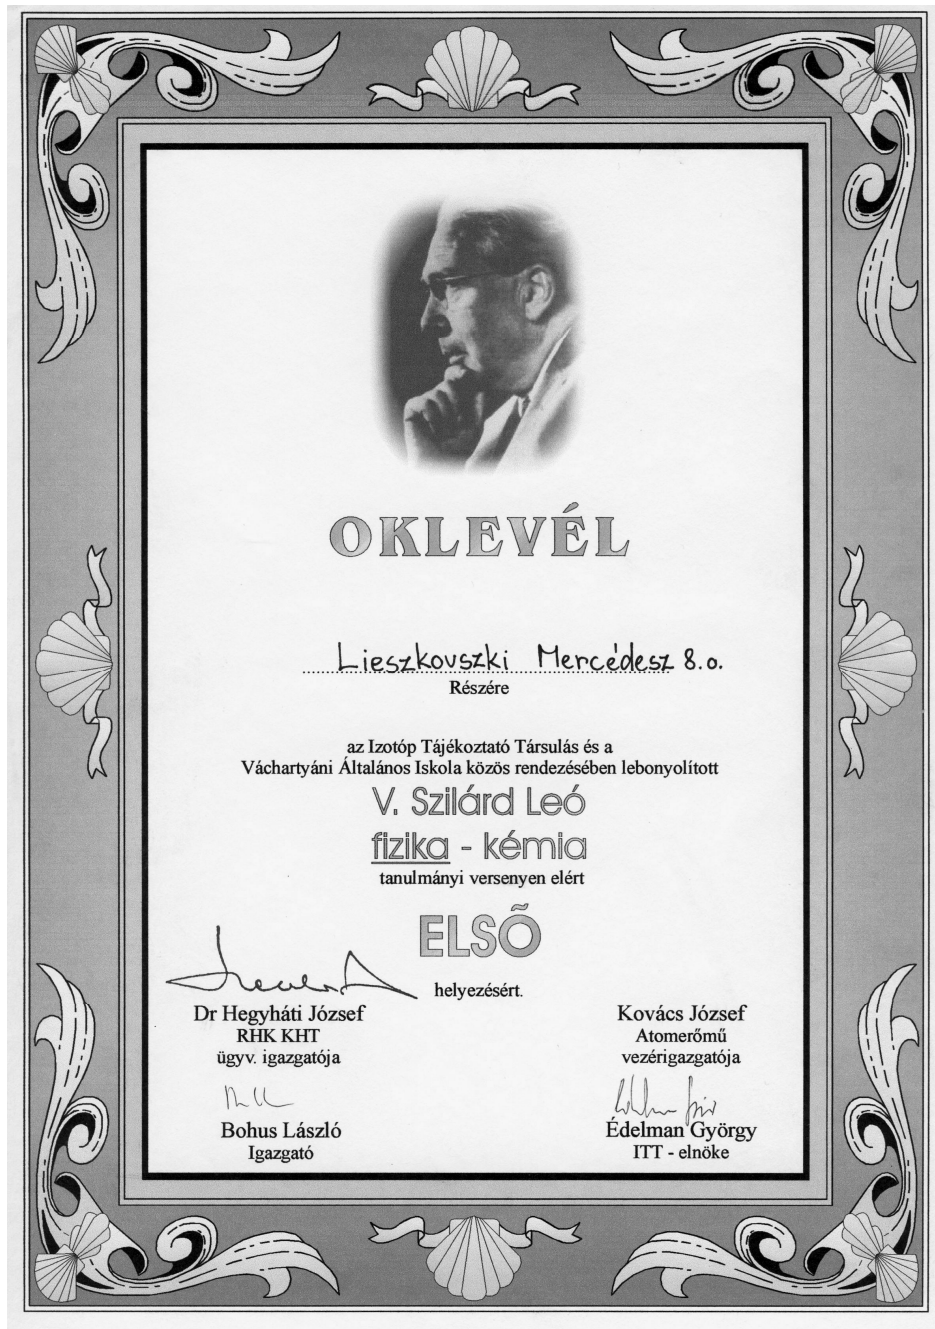 OKLEVÉL
Lieszkovszki Mercédesz 8.o.
Részére
az Izotóp Tájékoztató Társulás és a
Váchartyáni Általános Iskola közös rendezésében lebonyolított
V. Szilárd Leó
fizika - kémia
tanulmányi versenyen elért
ELSÕ
helyezésért.
Dr Hegyháti József
RHK KHT
ügyv. igazgatója
Kovács József
Atomerőmű
vezérigazgatója
Bohus László
Igazgató
Édelman György
ITT - elnöke